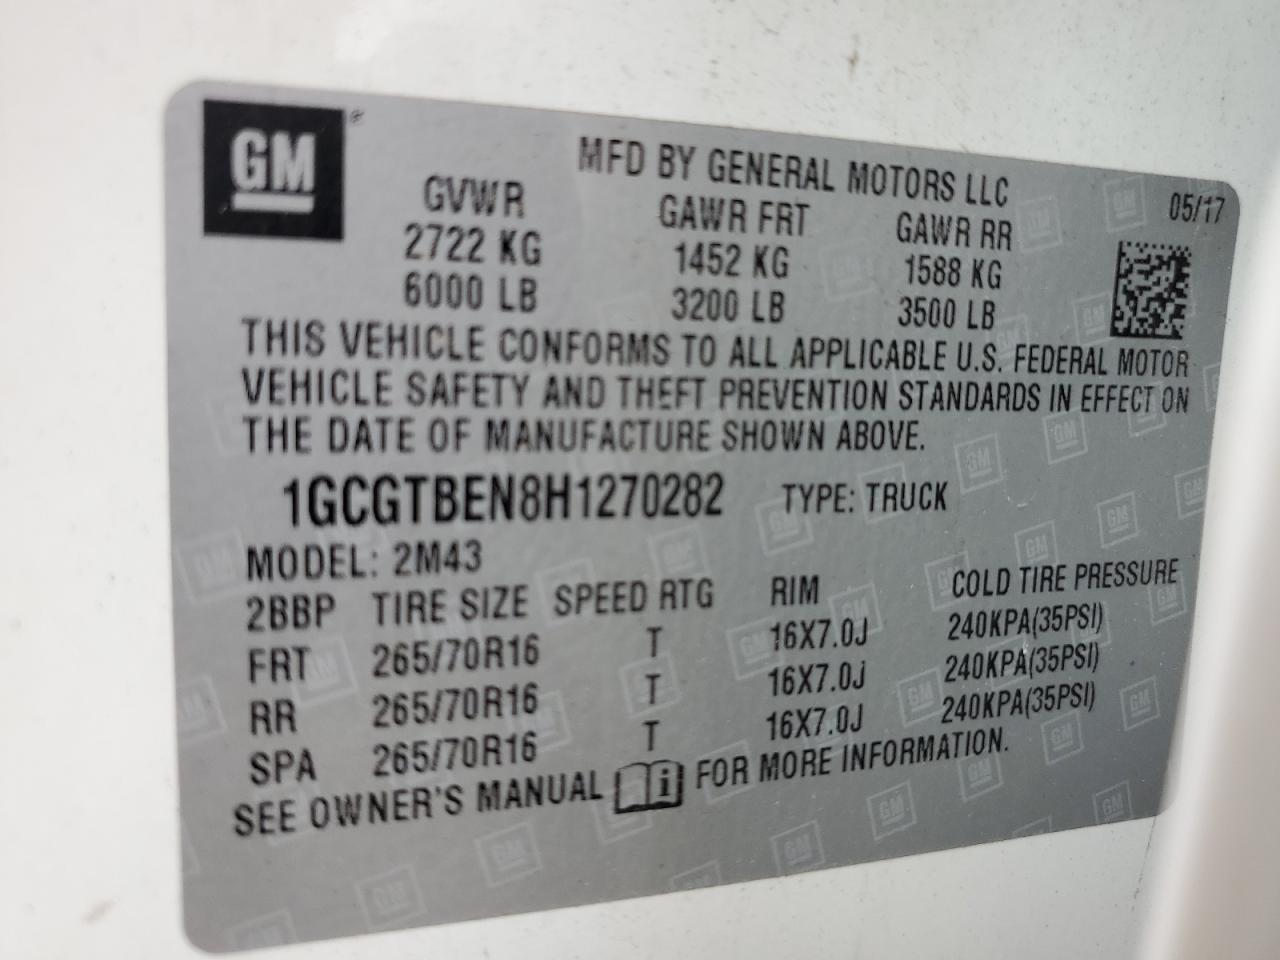 GM
MFD BY GENERAL MOTORS LLC
05/17
GVWR GAWR FRT GAWR RR
2722 KG 1452 KG 1588 KG
6000 LB 3200 LB 3500 LB
THIS VEHICLE CONFORMS TO ALL APPLICABLE U.S. FEDERAL MOTOR
VEHICLE SAFETY AND THEFT PREVENTION STANDARDS IN EFFECT ON
THE DATE OF MANUFACTURE SHOWN ABOVE.
1GCGTBEN8H1270282 TYPE: TRUCK
MODEL: 2M43
2BBP TIRE SIZE SPEED RTG RIM COLD TIRE PRESSURE
FRT 265/70R16 T 16X7.0J 240KPA(35PSI)
RR 265/70R16 T 16X7.0J 240KPA(35PSI)
SPA 265/70R16 T 16X7.0J 240KPA(35PSI)
SEE OWNER'S MANUAL i FOR MORE INFORMATION.